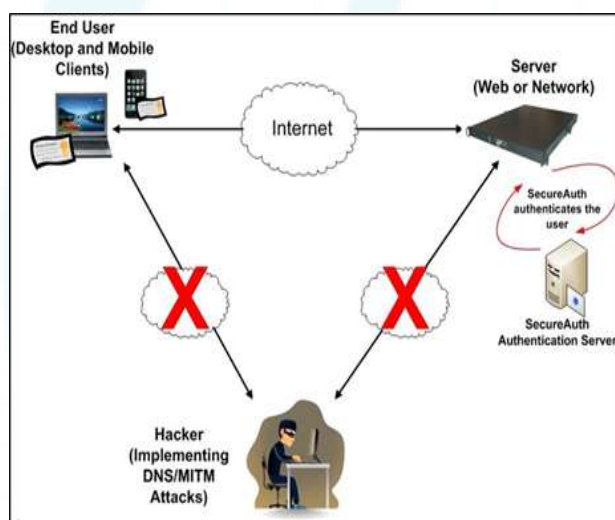 End User
(Desktop and Mobile
Clients)
Internet
Server
(Web or Network)
SecureAuth
authenticates the
user
SecureAuth
Authentication Server
X
X
Hacker
(Implementing
DNS/MITM
Attacks)